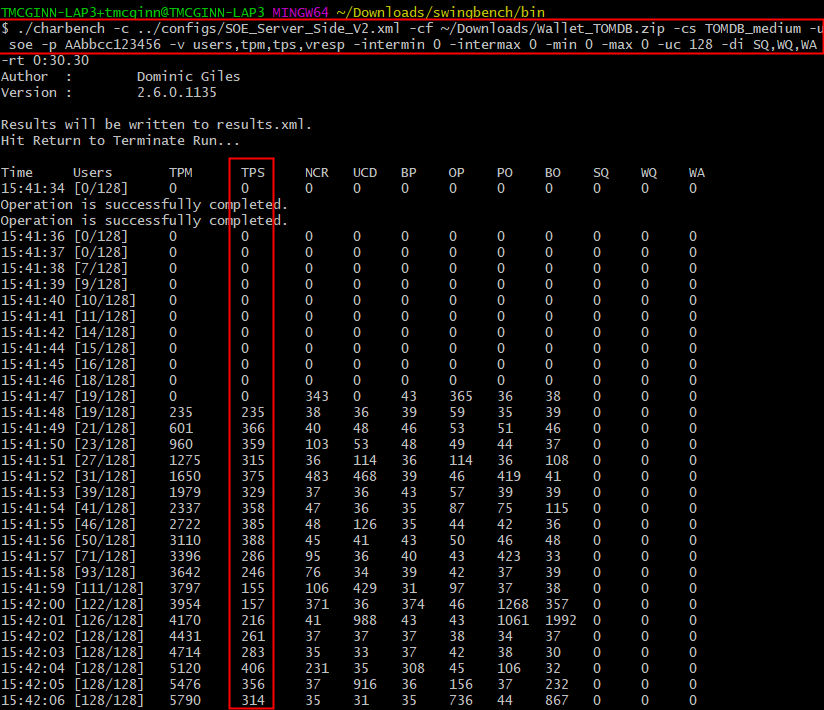 TMCGINN-LAP3+tmcginn@TMCGINN-LAP3 MINGW64 ~/Downloads/swingbench/bin
$ ./charbench -c ../configs/SOE_Server_Side_V2.xml -cf ~/Downloads/Wallet_TOMDB.zip -cs TOMDB_medium -u
soe -p AAbbcc123456 -v users,tpm,tps,vresp -intermin 0 -intermax 0 -min 0 -max 0 -uc 128 -di SQ,WQ,WA
-rt 0:30.30
Author : Dominic Giles
Version : 2.6.0.1135
Results will be written to results.xml.
Hit Return to Terminate Run...
Time Users TPM TPS NCR UCD BP OP PO BO SQ WQ WA
15:41:34 [0/128] 0 0 0 0 0 0 0 0 0 0 0
Operation is successfully completed.
Operation is successfully completed.
15:41:36 [0/128] 0 0 0 0 0 0 0 0 0 0 0
15:41:37 [0/128] 0 0 0 0 0 0 0 0 0 0 0
15:41:38 [7/128] 0 0 0 0 0 0 0 0 0 0 0
15:41:39 [9/128] 0 0 0 0 0 0 0 0 0 0 0
15:41:40 [10/128] 0 0 0 0 0 0 0 0 0 0 0
15:41:41 [11/128] 0 0 0 0 0 0 0 0 0 0 0
15:41:42 [14/128] 0 0 0 0 0 0 0 0 0 0 0
15:41:44 [15/128] 0 0 0 0 0 0 0 0 0 0 0
15:41:45 [16/128] 0 0 0 0 0 0 0 0 0 0 0
15:41:46 [18/128] 0 0 0 0 0 0 0 0 0 0 0
15:41:47 [19/128] 0 0 343 0 43 365 36 38 0 0 0
15:41:48 [19/128] 235 235 38 36 39 59 35 39 0 0 0
15:41:49 [21/128] 601 366 40 48 46 53 51 46 0 0 0
15:41:50 [23/128] 960 359 103 53 48 49 44 37 0 0 0
15:41:51 [27/128] 1275 315 36 114 36 114 36 108 0 0 0
15:41:52 [31/128] 1650 375 483 468 39 46 419 41 0 0 0
15:41:53 [39/128] 1979 329 37 36 43 57 39 39 0 0 0
15:41:54 [41/128] 2337 358 47 36 35 87 75 115 0 0 0
15:41:55 [46/128] 2722 385 48 126 35 44 42 36 0 0 0
15:41:56 [50/128] 3110 388 45 41 43 50 46 48 0 0 0
15:41:57 [71/128] 3396 286 95 36 40 43 423 33 0 0 0
15:41:58 [93/128] 3642 246 76 34 39 42 37 39 0 0 0
15:41:59 [111/128] 3797 155 106 429 31 97 37 38 0 0 0
15:42:00 [122/128] 3954 157 371 36 374 46 1268 357 0 0 0
15:42:01 [126/128] 4170 216 41 988 43 43 1061 1992 0 0 0
15:42:02 [128/128] 4431 261 37 37 37 38 34 37 0 0 0
15:42:03 [128/128] 4714 283 35 33 37 42 38 30 0 0 0
15:42:04 [128/128] 5120 406 231 35 308 45 106 32 0 0 0
15:42:05 [128/128] 5476 356 37 916 36 156 37 232 0 0 0
15:42:06 [128/128] 5790 314 35 31 35 736 44 867 0 0 0